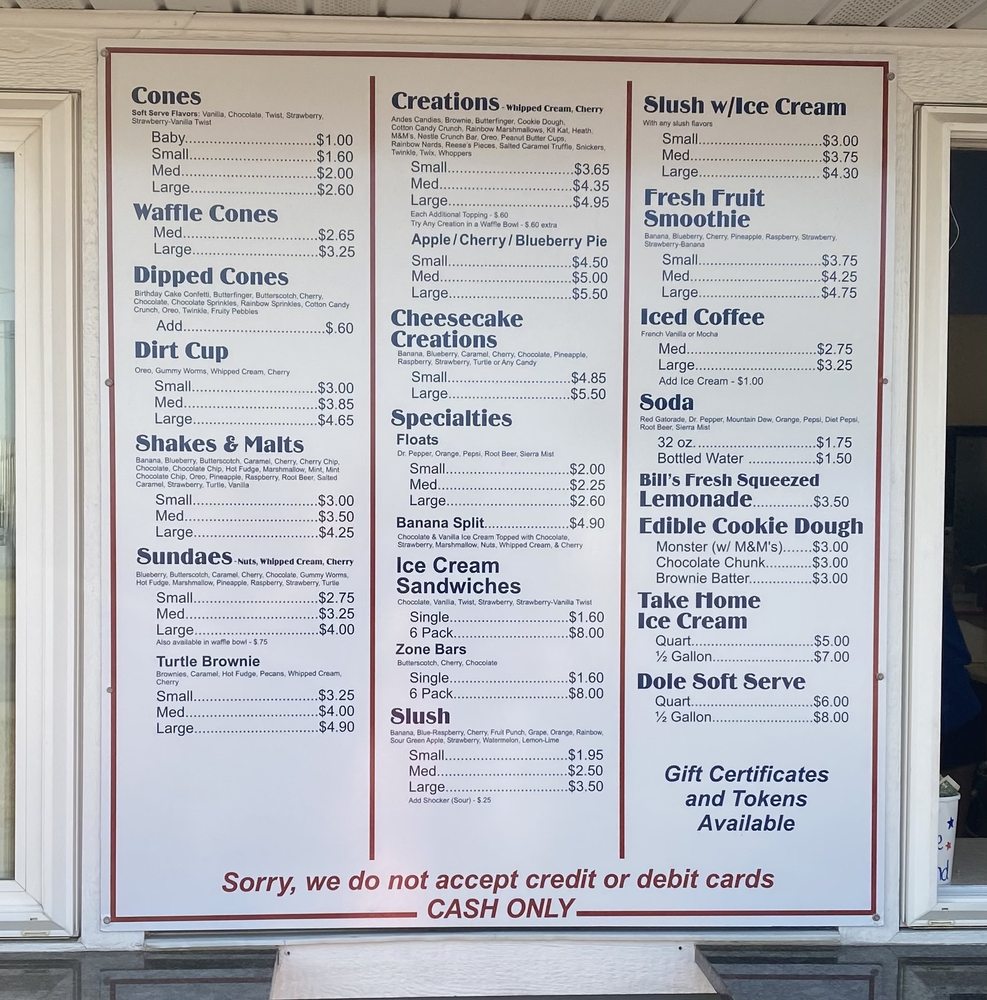 Cones
Soft Serve Flavors: Vanilla, Chocolate, Twist, Strawberry,
Strawberry-Vanilla Twist
Baby..............................$1.00
Small.............................$1.60
Med...............................$2.00
Large.............................$2.60
Waffle Cones
Med...............................$2.65
Large.............................$3.25
Dipped Cones
Birthday Cake Confetti, Butterfinger, Butterscotch, Cherry,
Chocolate, Chocolate Sprinkles, Rainbow Sprinkles, Cotton Candy
Crunch, Oreo, Twinkle, Fruity Pebbles
Add.................................$.60
Dirt Cup
Oreo, Gummy Worms, Whipped Cream, Cherry
Small.............................$3.00
Med...............................$3.85
Large.............................$4.65
Shakes & Malts
Banana, Blueberry, Butterscotch, Caramel, Cherry, Cherry Chip,
Chocolate, Chocolate Chip, Hot Fudge, Marshmallow, Mint, Mint
Chocolate Chip, Oreo, Pineapple, Raspberry, Root Beer, Salted
Caramel, Strawberry, Turtle, Vanilla
Small.............................$3.00
Med...............................$3.50
Large.............................$4.25
Sundaes - Nuts, Whipped Cream, Cherry
Blueberry, Butterscotch, Caramel, Cherry, Chocolate, Gummy Worms,
Hot Fudge, Marshmallow, Pineapple, Raspberry, Strawberry, Turtle
Small.............................$2.75
Med...............................$3.25
Large.............................$4.00
Also available in waffle bowl - $.75
Turtle Brownie
Brownies, Caramel, Hot Fudge, Pecans, Whipped Cream,
Cherry
Small.............................$3.25
Med...............................$4.00
Large.............................$4.90
Creations - Whipped Cream, Cherry
Andes Candies, Brownie, Butterfinger, Cookie Dough,
Cotton Candy Crunch, Rainbow Marshmallows, Kit Kat, Heath,
M&M's, Nestle Crunch Bar, Oreo, Peanut Butter Cups,
Rainbow Nerds, Reese's Pieces, Salted Caramel Truffle, Snickers,
Twinkle, Twix, Whoppers
Small.............................$3.65
Med...............................$4.35
Large.............................$4.95
Each Additional Topping - $.60
Try Any Creation in a Waffle Bowl - $.60 extra
Apple / Cherry / Blueberry Pie
Small.............................$4.50
Med...............................$5.00
Large.............................$5.50
Cheesecake
Creations
Banana, Blueberry, Caramel, Cherry, Chocolate, Pineapple,
Raspberry, Strawberry, Turtle or Any Candy
Small.............................$4.85
Large.............................$5.50
Specialties
Floats
Dr. Pepper, Orange, Pepsi, Root Beer, Sierra Mist
Small.............................$2.00
Med...............................$2.25
Large.............................$2.60
Banana Split....................$4.90
Chocolate & Vanilla Ice Cream Topped with Chocolate,
Strawberry, Marshmallow, Nuts, Whipped Cream, & Cherry
Ice Cream
Sandwiches
Chocolate, Vanilla, Twist, Strawberry, Strawberry-Vanilla Twist
Single............................$1.60
6 Pack............................$8.00
Zone Bars
Butterscotch, Cherry, Chocolate
Single............................$1.60
6 Pack............................$8.00
Slush
Banana, Blue-Raspberry, Cherry, Fruit Punch, Grape, Orange, Rainbow,
Sour Green Apple, Strawberry, Watermelon, Lemon-Lime
Small.............................$1.95
Med...............................$2.50
Large.............................$3.50
Add Shocker (Sour) - $.25
Slush w/Ice Cream
With any slush flavors
Small.............................$3.00
Med...............................$3.75
Large.............................$4.30
Fresh Fruit
Smoothie
Banana, Blueberry, Cherry, Pineapple, Raspberry, Strawberry,
Strawberry-Banana
Small.............................$3.75
Med...............................$4.25
Large.............................$4.75
Iced Coffee
French Vanilla or Mocha
Med...............................$2.75
Large.............................$3.25
Add Ice Cream - $1.00
Soda
Red Gatorade, Dr. Pepper, Mountain Dew, Orange, Pepsi, Diet Pepsi,
Root Beer, Sierra Mist
32 oz.............................$1.75
Bottled Water ................$1.50
Bill's Fresh Squeezed
Lemonade..............$3.50
Edible Cookie Dough
Monster (w/ M&M's).......$3.00
Chocolate Chunk...........$3.00
Brownie Batter..............$3.00
Take Home
Ice Cream
Quart.............................$5.00
½ Gallon........................$7.00
Dole Soft Serve
Quart.............................$6.00
½ Gallon........................$8.00
Gift Certificates
and Tokens
Available
Sorry, we do not accept credit or debit cards
CASH ONLY